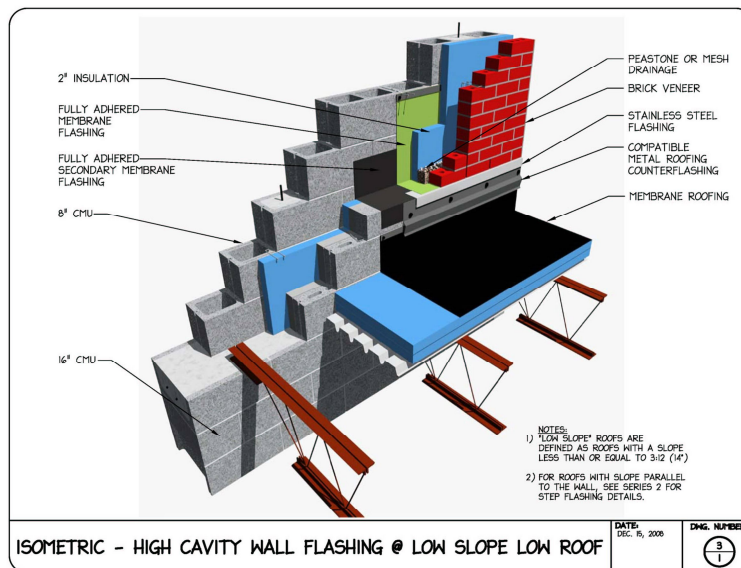 2" INSULATION
FULLY ADHERED
MEMBRANE
FLASHING
FULLY ADHERED
SECONDARY MEMBRANE
FLASHING
8" CMU
16" CMU
PEASTONE OR MESH
DRAINAGE
BRICK VENEER
STAINLESS STEEL
FLASHING
COMPATIBLE
METAL ROOFING
COUNTERFLASHING
MEMBRANE ROOFING
NOTES:
1) "LOW SLOPE" ROOFS ARE
DEFINED AS ROOFS WITH A SLOPE
LESS THAN OR EQUAL TO 3:12 (14°)
2) FOR ROOFS WITH SLOPE PARALLEL
TO THE WALL, SEE SERIES 2 FOR
STEP FLASHING DETAILS.
ISOMETRIC - HIGH CAVITY WALL FLASHING @ LOW SLOPE LOW ROOF
DATE:
DEC. 15, 2008
DWG. NUMBER
3
1